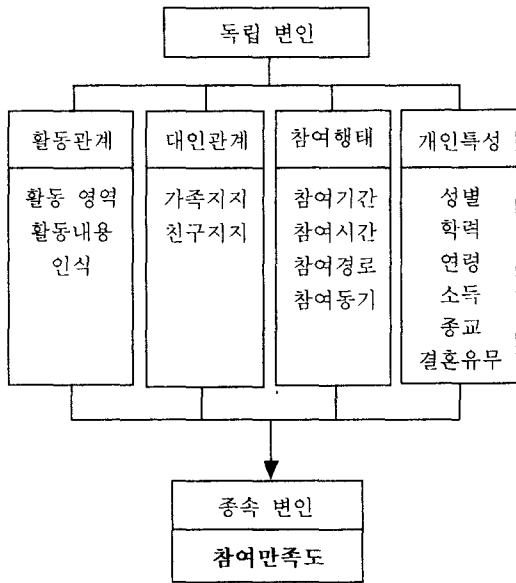 독립 변인
활동관계
활동 영역
활동내용
인식
대인관계
가족지지
친구지지
참여행태
참여기간
참여시간
참여경로
참여동기
개인특성
성별
학력
연령
소득
종교
결혼유무
종속 변인
참여만족도